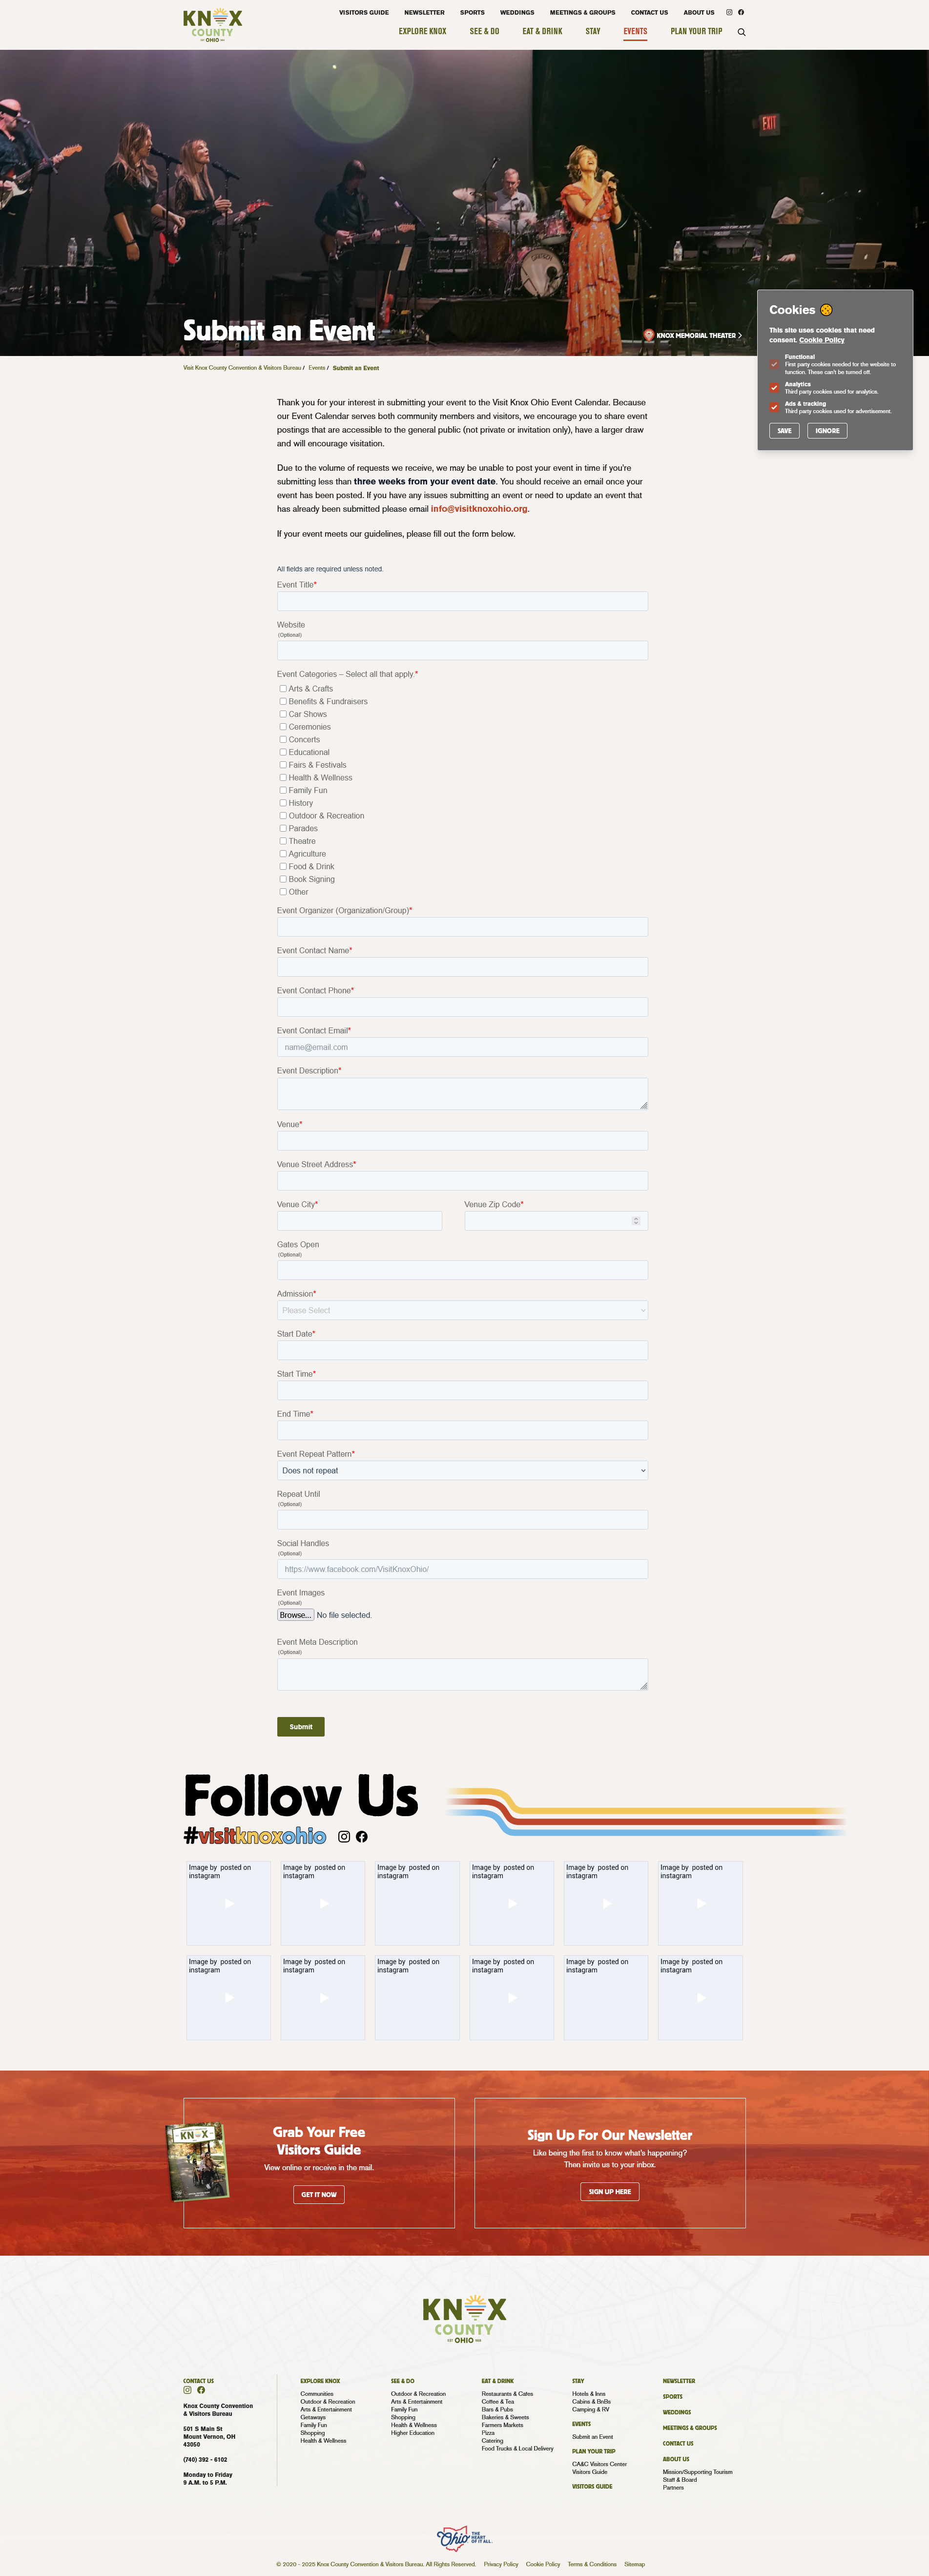 KNOX
COUNTY
EST OHIO 1808
VISITORS GUIDE NEWSLETTER SPORTS WEDDINGS MEETINGS & GROUPS CONTACT US ABOUT US
EXPLORE KNOX SEE & DO EAT & DRINK STAY EVENTS PLAN YOUR TRIP
EXIT
DRAWSON
Submit an Event
KNOX MEMORIAL THEATER
Cookies
This site uses cookies that need
consent. Cookie Policy
Functional
First party cookies needed for the website to
function. These can't be turned off.
Analytics
Third party cookies used for analytics.
Ads & tracking
Third party cookies used for advertisement.
SAVE IGNORE
Visit Knox County Convention & Visitors Bureau / Events / Submit an Event
Thank you for your interest in submitting your event to the Visit Knox Ohio Event Calendar. Because
our Event Calendar serves both community members and visitors, we encourage you to share
postings that are accessible to the general public (not private or invitation only), have a larger draw
and will encourage visitation.
Due to the volume of requests we receive, we may be unable to post your event in time if you're
submitting less than three weeks from your event date. You should receive an email once your
event has been posted. If you have any issues submitting an event or need to update an event that
has already been submitted please email info@visitknoxohio.org.
If your event meets our guidelines, please fill out the form below.
All fields are required unless noted.
Event Title*
Website
(Optional)
Event Categories – Select all that apply.*
Arts & Crafts
Benefits & Fundraisers
Car Shows
Ceremonies
Concerts
Educational
Fairs & Festivals
Health & Wellness
Family Fun
History
Outdoor & Recreation
Parades
Theatre
Agriculture
Food & Drink
Book Signing
Other
Event Organizer (Organization/Group)*
Event Contact Name*
Event Contact Phone*
Event Contact Email*
name@email.com
Event Description*
Venue*
Venue Street Address*
Venue City* Venue Zip Code*
Gates Open
(Optional)
Admission*
Please Select
Start Date*
Start Time*
End Time*
Event Repeat Pattern*
Does not repeat
Repeat Until
(Optional)
Social Handles
(Optional)
https://www.facebook.com/VisitKnoxOhio/
Event Images
(Optional)
Browse... No file selected.
Event Meta Description
(Optional)
Submit
Follow Us
#visitknoxohio
Image by posted on Image by posted on Image by posted on Image by posted on Image by posted on Image by posted on
instagram instagram instagram instagram instagram instagram
Image by posted on Image by posted on Image by posted on Image by posted on Image by posted on Image by posted on
instagram instagram instagram instagram instagram instagram
KNOX
Grab Your Free
Visitors Guide
View online or receive in the mail.
GET IT NOW
Sign Up For Our Newsletter
Like being the first to know what's happening?
Then invite us to your inbox.
SIGN UP HERE
KNOX
COUNTY
EST OHIO 1808
CONTACT US
Knox County Convention
& Visitors Bureau
501 S Main St
Mount Vernon, OH
43050
(740) 392 - 6102
Monday to Friday
9 A.M. to 5 P.M.
EXPLORE KNOX
Communities
Outdoor & Recreation
Arts & Entertainment
Getaways
Family Fun
Shopping
Health & Wellness
SEE & DO
Outdoor & Recreation
Arts & Entertainment
Family Fun
Shopping
Health & Wellness
Higher Education
EAT & DRINK
Restaurants & Cafes
Coffee & Tea
Bars & Pubs
Bakeries & Sweets
Farmers Markets
Pizza
Catering
Food Trucks & Local Delivery
STAY
Hotels & Inns
Cabins & BnBs
Camping & RV
EVENTS
Submit an Event
PLAN YOUR TRIP
CA&C Visitors Center
Visitors Guide
VISITORS GUIDE
NEWSLETTER
SPORTS
WEDDINGS
MEETINGS & GROUPS
CONTACT US
ABOUT US
Mission/Supporting Tourism
Staff & Board
Partners
Ohio THE
HEART
OF IT ALL.
© 2020 - 2025 Knox County Convention & Visitors Bureau. All Rights Reserved. Privacy Policy Cookie Policy Terms & Conditions Sitemap